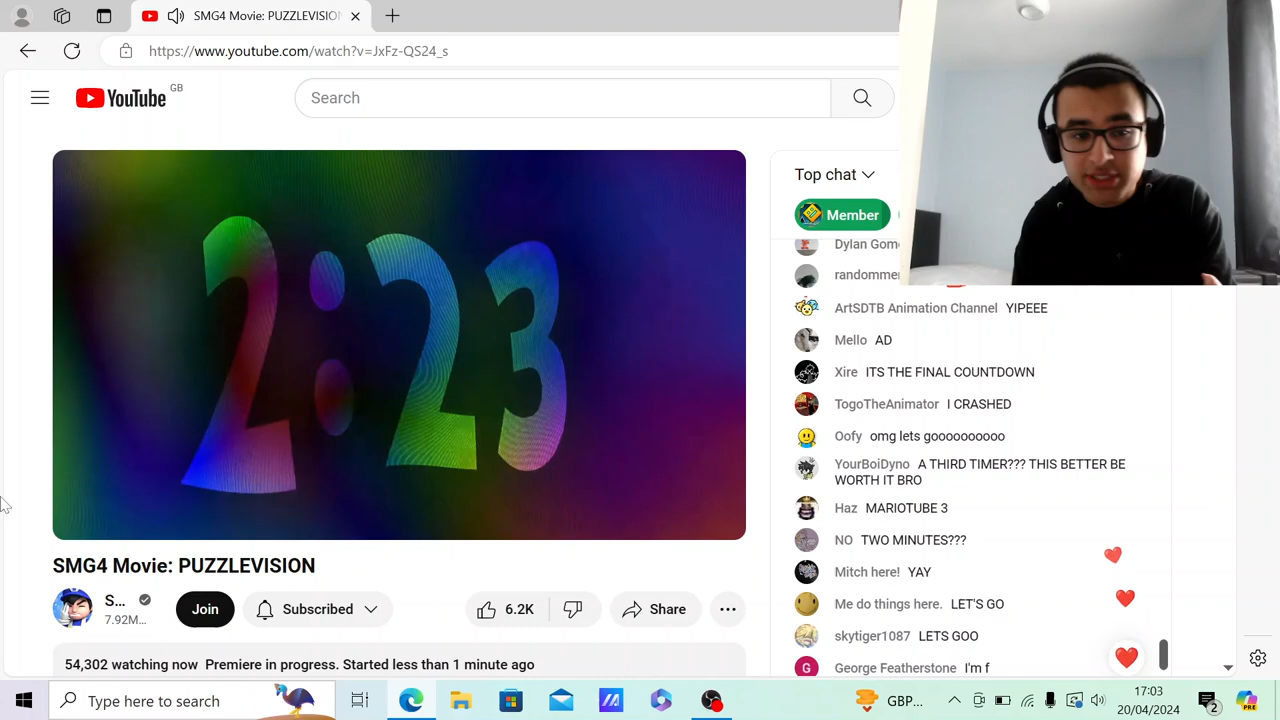 SMG4 Movie: PUZZLEVISION
https://www.youtube.com/watch?v=JxFz-QS24_s
YouTube GB
Search
2:23
Top chat
Member
Dylan Gom
randomme
ArtSDTB Animation Channel YIPEEE
Mello AD
Xire ITS THE FINAL COUNTDOWN
TogoTheAnimator I CRASHED
Oofy omg lets goooooooooo
YourBoiDyno A THIRD TIMER??? THIS BETTER BE
WORTH IT BRO
Haz MARIOTUBE 3
NO TWO MINUTES???
Mitch here! YAY
Me do things here. LET'S GO
skytiger1087 LETS GOO
George Featherstone I'm f
SMG4 Movie: PUZZLEVISION
S...
7.92M...
Join
Subscribed
6.2K
Share
54,302 watching now Premiere in progress. Started less than 1 minute ago
Type here to search
GBP...
17:03
20/04/2024
2
PRE